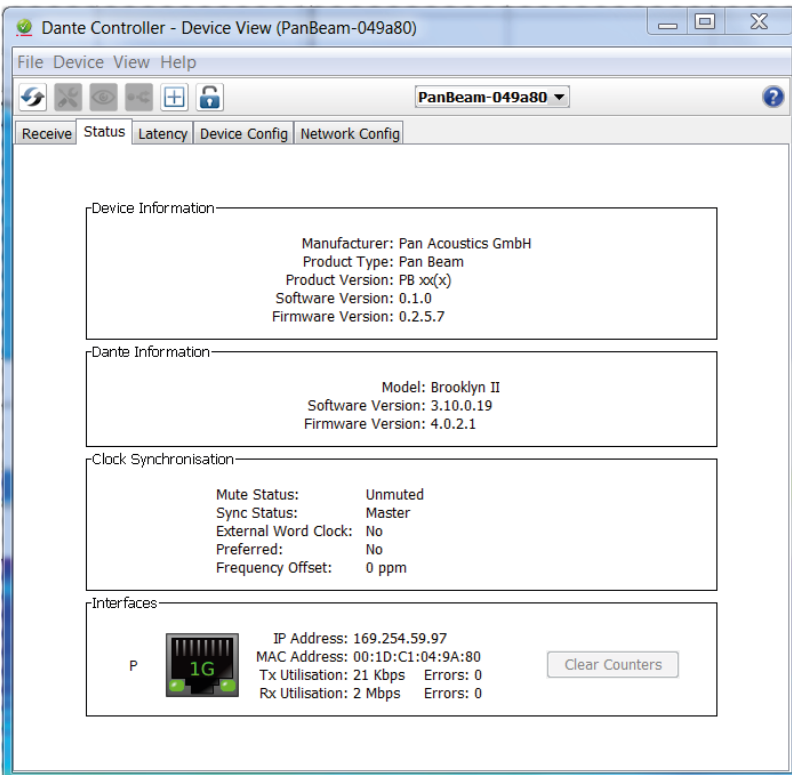 Dante Controller - Device View (PanBeam-049a80)
File Device View Help
PanBeam-049a80
Receive Status Latency Device Config Network Config
Device Information
Manufacturer: Pan Acoustics GmbH
Product Type: Pan Beam
Product Version: PB xx(x)
Software Version: 0.1.0
Firmware Version: 0.2.5.7
Dante Information
Model: Brooklyn II
Software Version: 3.10.0.19
Firmware Version: 4.0.2.1
Clock Synchronisation
Mute Status: Unmuted
Sync Status: Master
External Word Clock: No
Preferred: No
Frequency Offset: 0 ppm
Interfaces
P
1G
IP Address: 169.254.59.97
MAC Address: 00:1D:C1:04:9A:80
Tx Utilisation: 21 Kbps Errors: 0
Rx Utilisation: 2 Mbps Errors: 0
Clear Counters